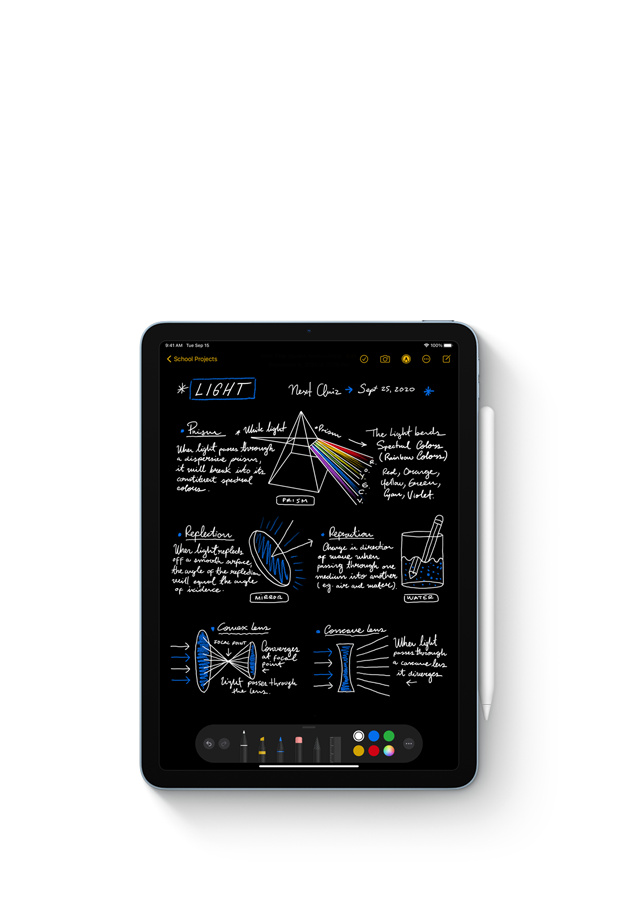 9:41 AM Tue Sep 15
100%
School Projects
LIGHT
Next Quiz → Sept 25, 2020
Prism
When light passes through
a dispersive prism,
it will break into its
constituent spectral
colors.
White light
Prism
R
O
Y
G
C
V
PRISM
The Light bends
Spectral Colors
(Rainbow Colors)
Red, Orange,
Yellow, Green,
Cyan, Violet.
Reflection
When light reflects
off a smooth surface,
the angle of the reflection
will equal the angle
of incidence.
MIRROR
Refraction
Change in direction
of wave when
passing through one
medium into another
(eg. air and water)
WATER
Convex lens
FOCAL POINT
Converges
at focal
point
Light passes through
the lens.
Concave lens
When light
passes through
a concave lens
it diverges.